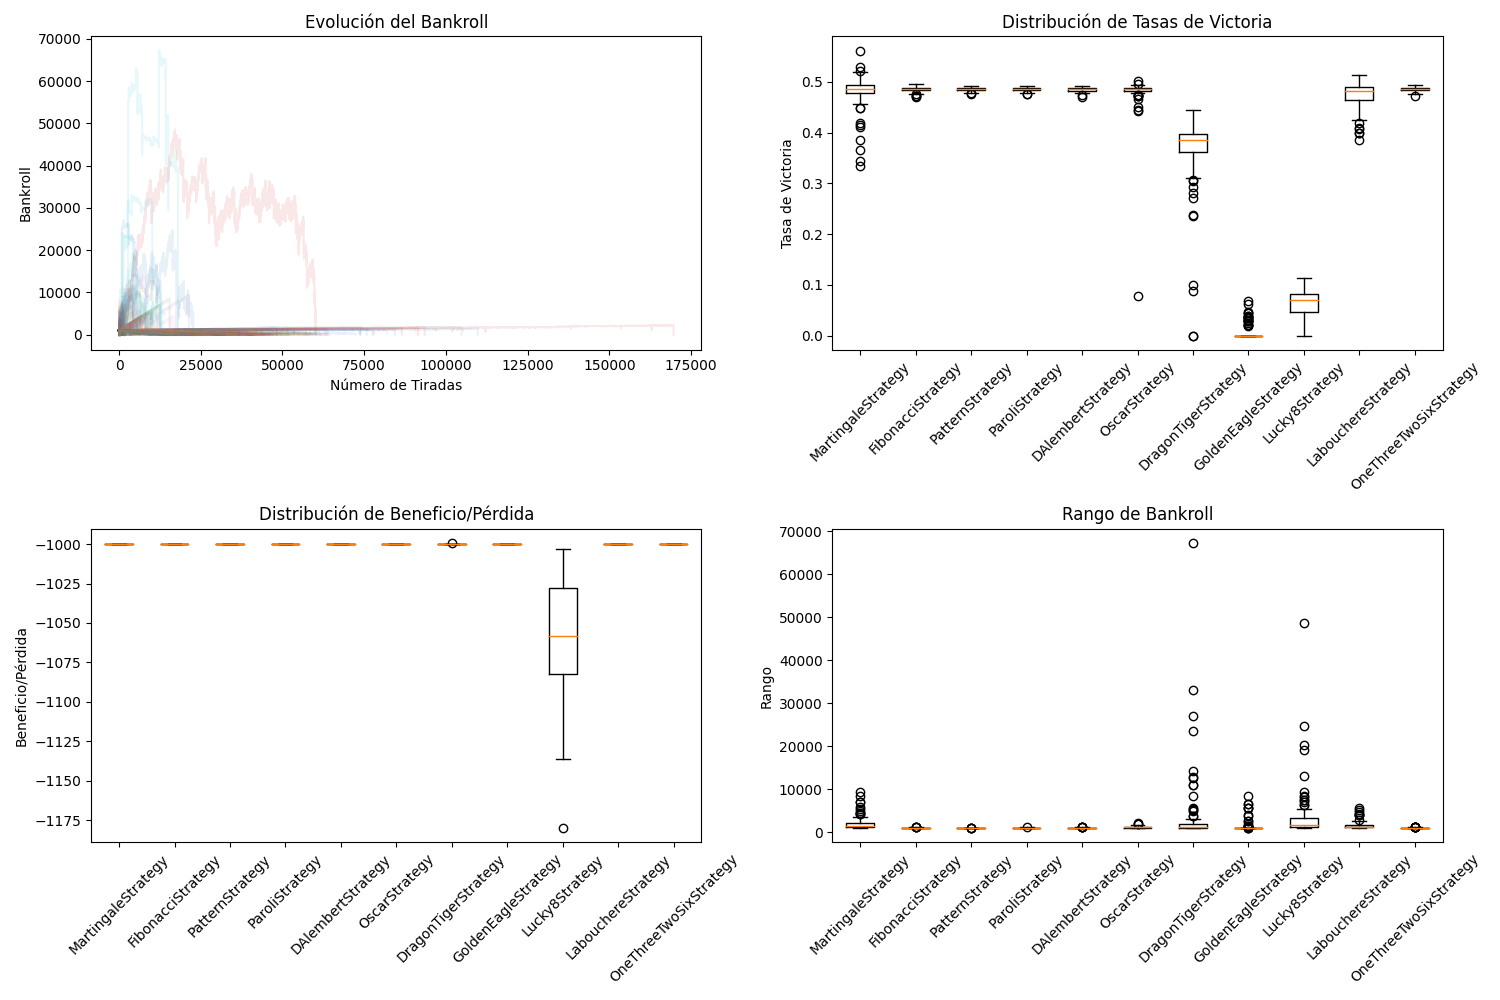 Evolución del Bankroll
Bankroll
70000
60000
50000
40000
30000
20000
10000
0
0 25000 50000 75000 100000 125000 150000 175000
Número de Tiradas
Distribución de Tasas de Victoria
Tasa de Victoria
0.5
0.4
0.3
0.2
0.1
0.0
MartingaleStrategy
FibonacciStrategy
PatternStrategy
ParoliStrategy
DAlembertStrategy
OscarStrategy
DragonTigerStrategy
GoldenEagleStrategy
Lucky8Strategy
LabouchereStrategy
OneThreeTwoSixStrategy
Distribución de Beneficio/Pérdida
Beneficio/Pérdida
−1000
−1025
−1050
−1075
−1100
−1125
−1150
−1175
MartingaleStrategy
FibonacciStrategy
PatternStrategy
ParoliStrategy
DAlembertStrategy
OscarStrategy
DragonTigerStrategy
GoldenEagleStrategy
Lucky8Strategy
LabouchereStrategy
OneThreeTwoSixStrategy
Rango de Bankroll
Rango
70000
60000
50000
40000
30000
20000
10000
0
MartingaleStrategy
FibonacciStrategy
PatternStrategy
ParoliStrategy
DAlembertStrategy
OscarStrategy
DragonTigerStrategy
GoldenEagleStrategy
Lucky8Strategy
LabouchereStrategy
OneThreeTwoSixStrategy